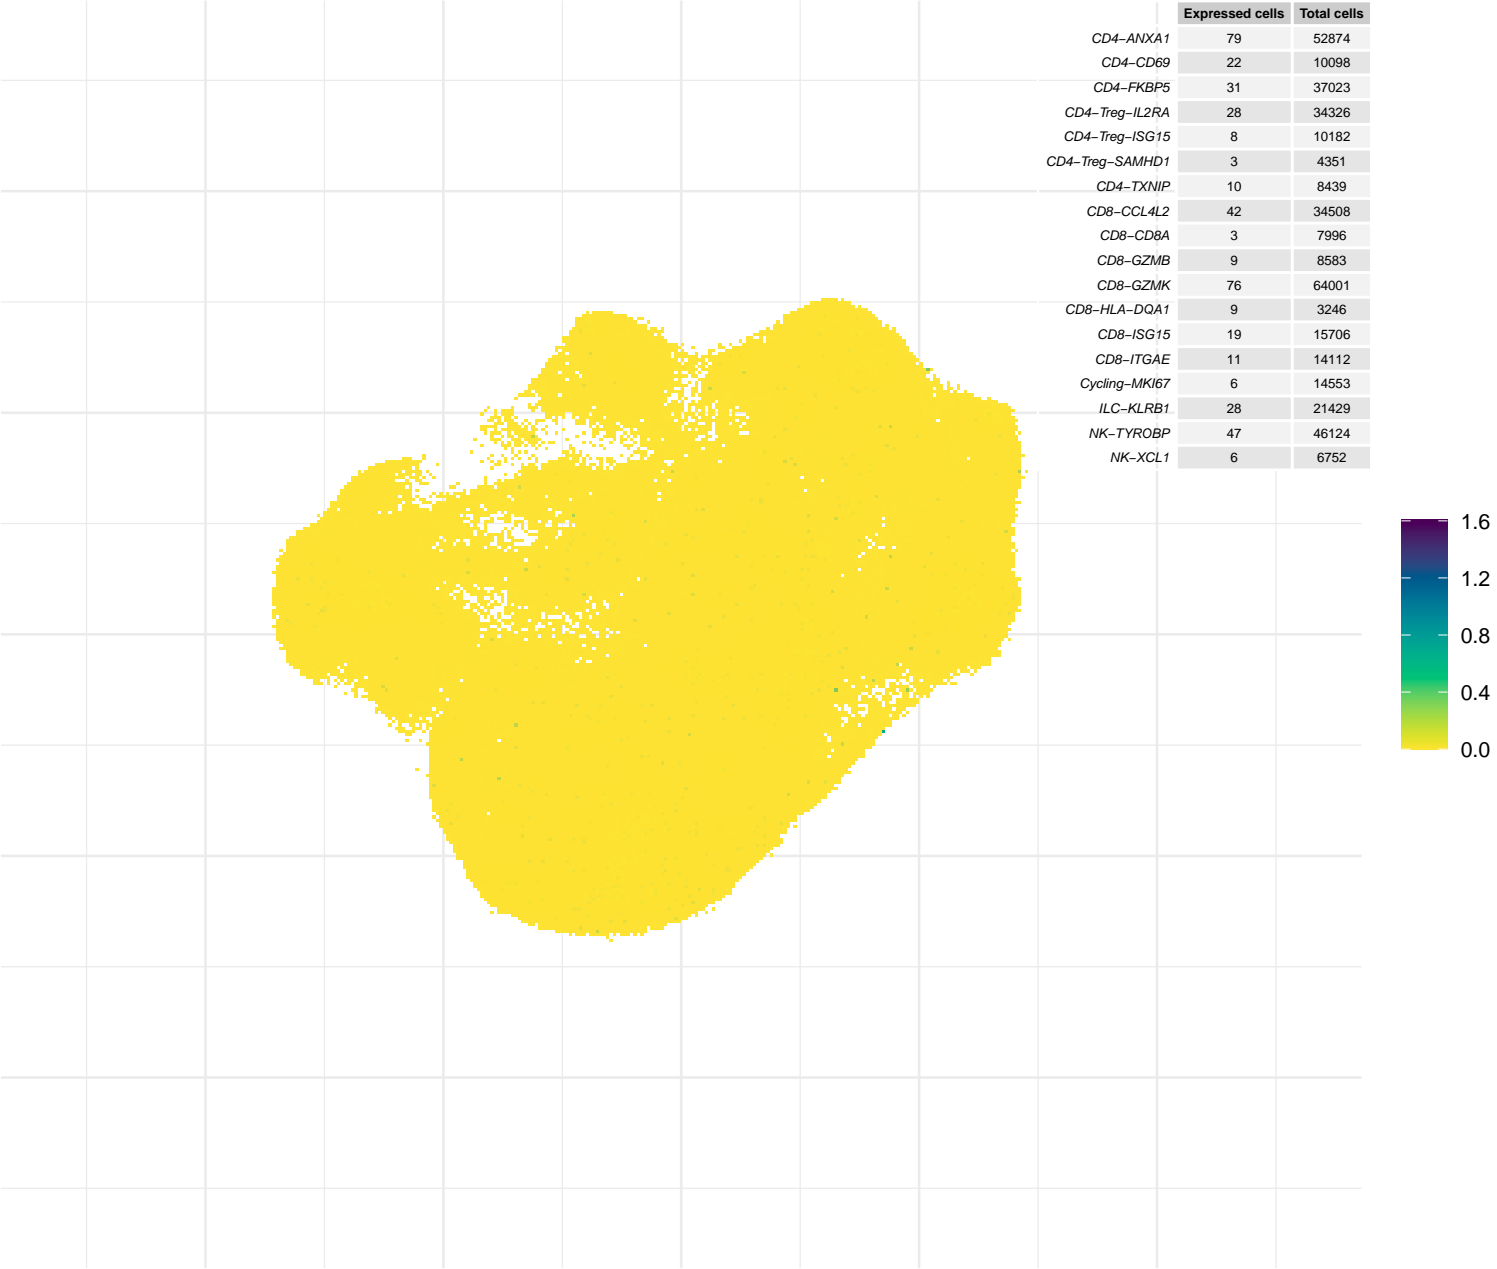 Expressed cells Total cells
CD4−ANXA1 79 52874
CD4−CD69 22 10098
CD4−FKBP5 31 37023
CD4−Treg−IL2RA 28 34326
CD4−Treg−ISG15 8 10182
CD4−Treg−SAMHD1 3 4351
CD4−TXNIP 10 8439
CD8−CCL4L2 42 34508
CD8−CD8A 3 7996
CD8−GZMB 9 8583
CD8−GZMK 76 64001
CD8−HLA−DQA1 9 3246
CD8−ISG15 19 15706
CD8−ITGAE 11 14112
Cycling−MKI67 6 14553
ILC−KLRB1 28 21429
NK−TYROBP 47 46124
NK−XCL1 6 6752
1.6
1.2
0.8
0.4
0.0